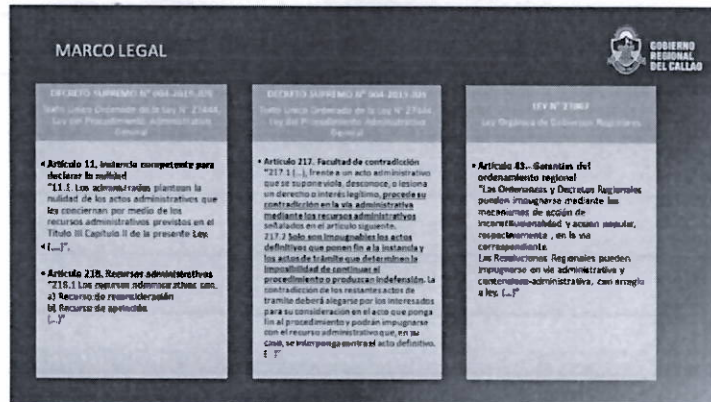 MARCO LEGAL
GOBIERNO
REGIONAL
DEL CALLAO
DECRETO SUPREMO N° 004-2019-JUS
Texto Único Ordenado de la Ley N° 27444,
Ley del Procedimiento Administrativo
General
• Artículo 11. Instancia competente para
declarar la nulidad
"11.1. Los administrados plantean la
nulidad de los actos administrativos que
les conciernan por medio de los
recursos administrativos previstos en el
Título III Capítulo II de la presente Ley.
• (...)".
• Artículo 218. Recursos administrativos
"218.1 Los recursos administrativos son:
a) Recurso de reconsideración
b) Recurso de apelación
(...)"
DECRETO SUPREMO N° 004-2019-JUS
Texto Único Ordenado de la Ley N° 27444,
Ley del Procedimiento Administrativo
General
• Artículo 217. Facultad de contradicción
"217.1 (...), frente a un acto administrativo
que se supone viola, desconoce, o lesiona
un derecho o interés legítimo, procede su
contradicción en la vía administrativa
mediante los recursos administrativos
señalados en el artículo siguiente.
217.2 Solo son impugnables los actos
definitivos que ponen fin a la instancia y
los actos de trámite que determinen la
imposibilidad de continuar el
procedimiento o produzcan indefensión. La
contradicción de los restantes actos de
trámite deberá alegarse por los interesados
para su consideración en el acto que ponga
fin al procedimiento y podrán impugnarse
con el recurso administrativo que, en su
caso, se interponga contra el acto definitivo.
(...)"
LEY N° 27867
Ley Orgánica de Gobiernos Regionales
• Artículo 43.- Garantías del
ordenamiento regional
"Las Ordenanzas y Decretos Regionales
pueden impugnarse mediante los
mecanismos de acción de
inconstitucionalidad y acción popular,
respectivamente, en la vía
correspondiente.
Las Resoluciones Regionales pueden
impugnarse en vía administrativa y
contencioso-administrativa, con arreglo
a ley. (...)"